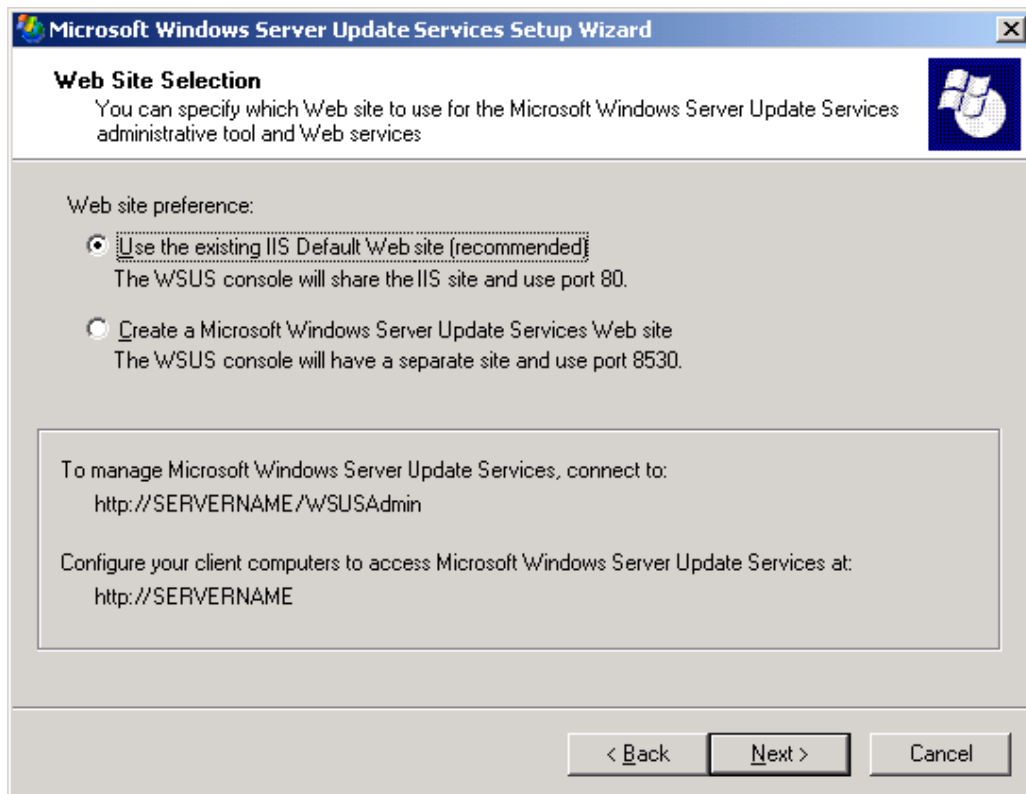 Microsoft Windows Server Update Services Setup Wizard
Web Site Selection
You can specify which Web site to use for the Microsoft Windows Server Update Services
administrative tool and Web services
Web site preference:
Use the existing IIS Default Web site (recommended)
The WSUS console will share the IIS site and use port 80.
Create a Microsoft Windows Server Update Services Web site
The WSUS console will have a separate site and use port 8530.
To manage Microsoft Windows Server Update Services, connect to:
http://SERVERNAME/WSUSAdmin
Configure your client computers to access Microsoft Windows Server Update Services at:
http://SERVERNAME
< Back Next > Cancel